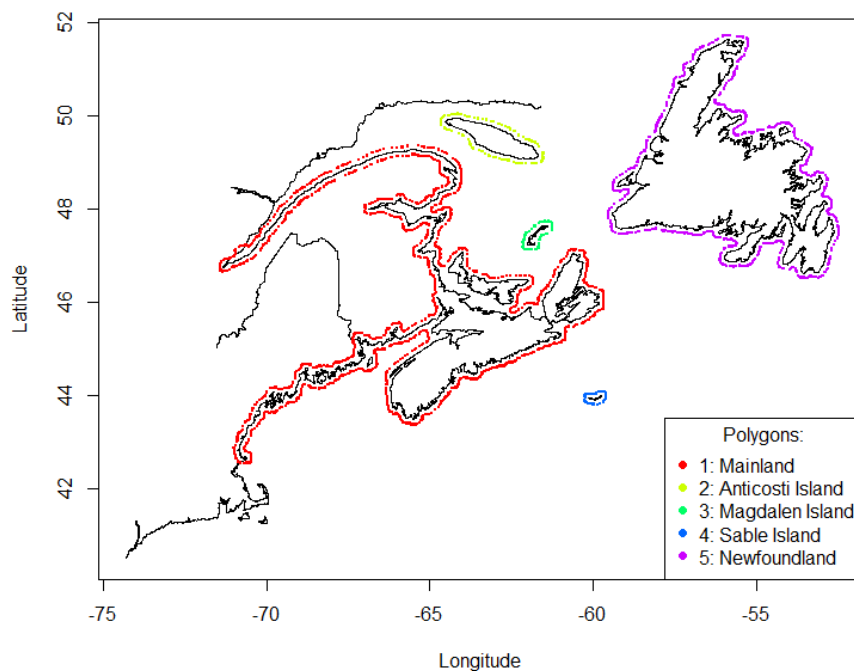 52
50
48
46
44
42
Latitude
-75
-70
-65
-60
-55
Longitude
Polygons:
1: Mainland
2: Anticosti Island
3: Magdalen Island
4: Sable Island
5: Newfoundland